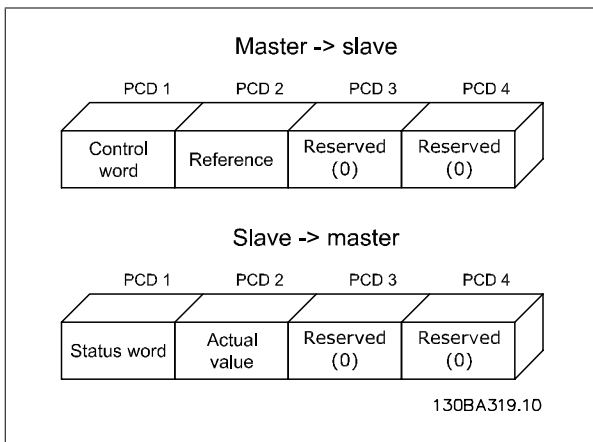 Master -> slave
PCD 1 PCD 2 PCD 3 PCD 4
Control word
Reference
Reserved (0)
Reserved (0)
Slave -> master
PCD 1 PCD 2 PCD 3 PCD 4
Status word
Actual value
Reserved (0)
Reserved (0)
130BA319.10